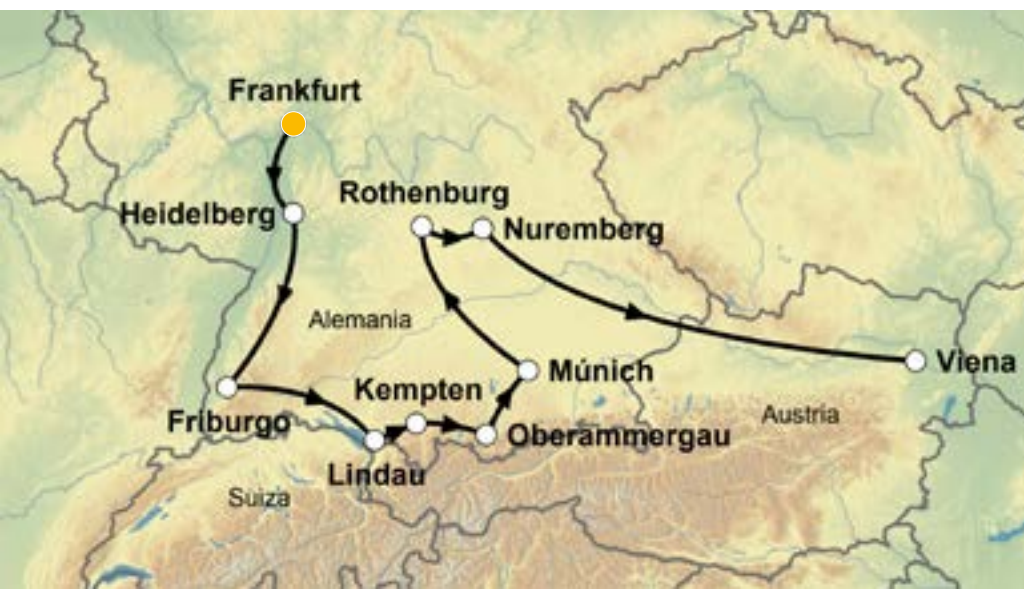 Frankfurt
Rothenburg
Heidelberg
Nuremberg
Alemania
Viena
Múnich
Kempten
Austria
Friburgo
Oberammergau
Lindau
Suiza